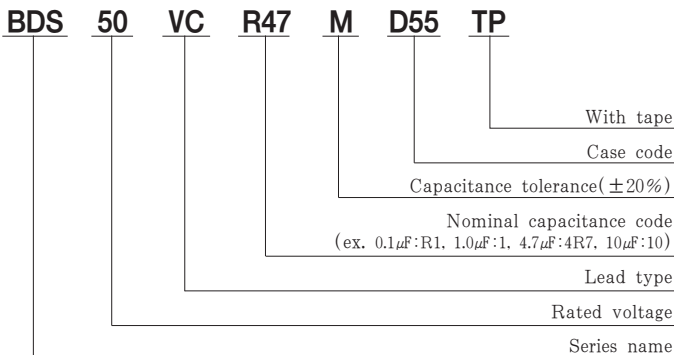 BDS 50 VC R47 M D55 TP
With tape
Case code
Capacitance tolerance(±20%)
Nominal capacitance code
(ex. 0.1μF:R1, 1.0μF:1, 4.7μF:4R7, 10μF:10)
Lead type
Rated voltage
Series name